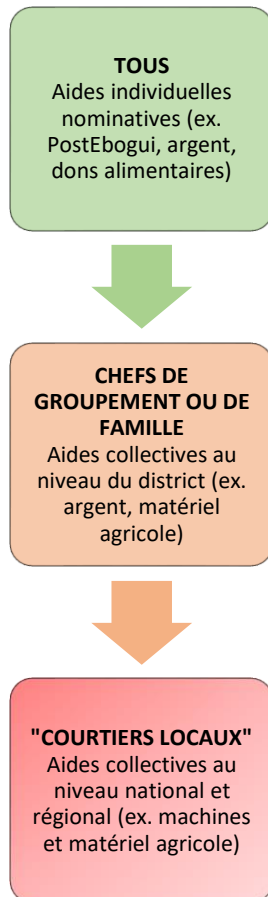 TOUS
Aides individuelles
nominatives (ex.
PostEbogui, argent,
dons alimentaires)
CHEFS DE
GROUPEMENT OU DE
FAMILLE
Aides collectives au
niveau du district (ex.
argent, matériel
agricole)
"COURTIERS LOCAUX"
Aides collectives au
niveau national et
régional (ex. machines
et matériel agricole)